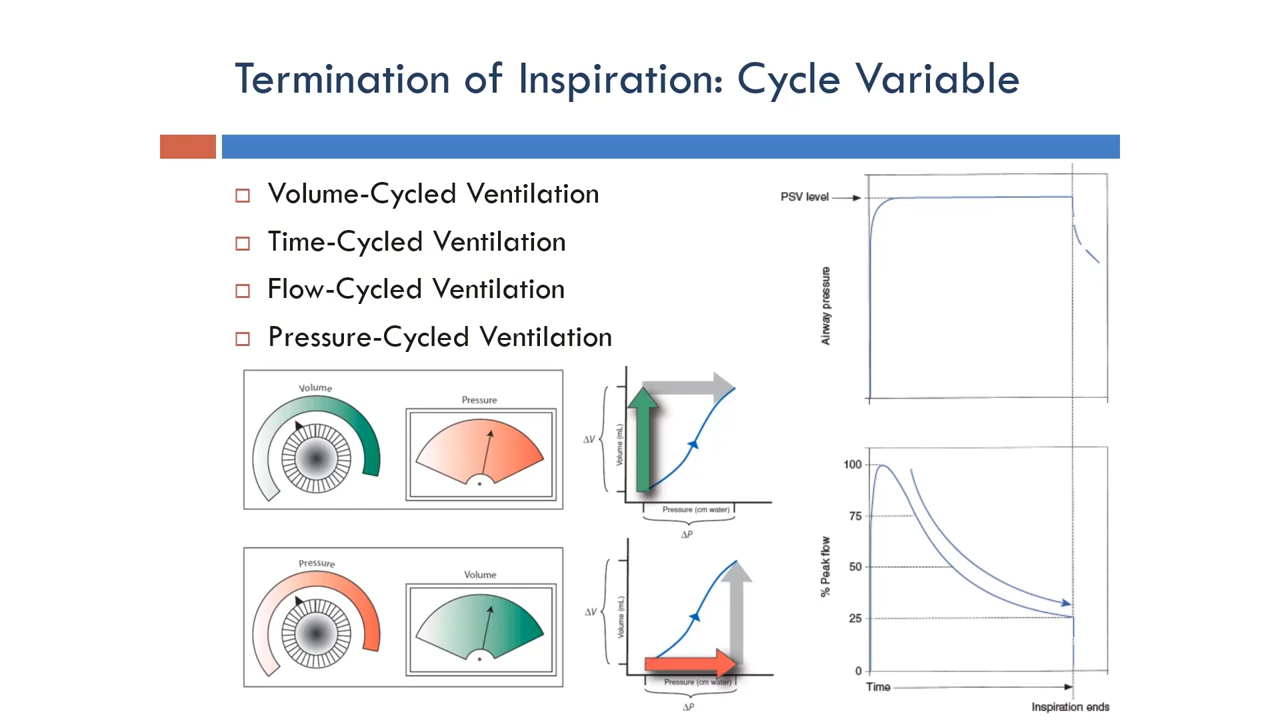 Termination of Inspiration: Cycle Variable
Volume-Cycled Ventilation
Time-Cycled Ventilation
Flow-Cycled Ventilation
Pressure-Cycled Ventilation
Volume
Pressure
ΔV
Volume (mL)
Pressure (cm water)
ΔP
Pressure
Volume
ΔV
Volume (mL)
Pressure (cm water)
ΔP
PSV level
Airway pressure
% Peak flow
100
75
50
25
0
Time
Inspiration ends